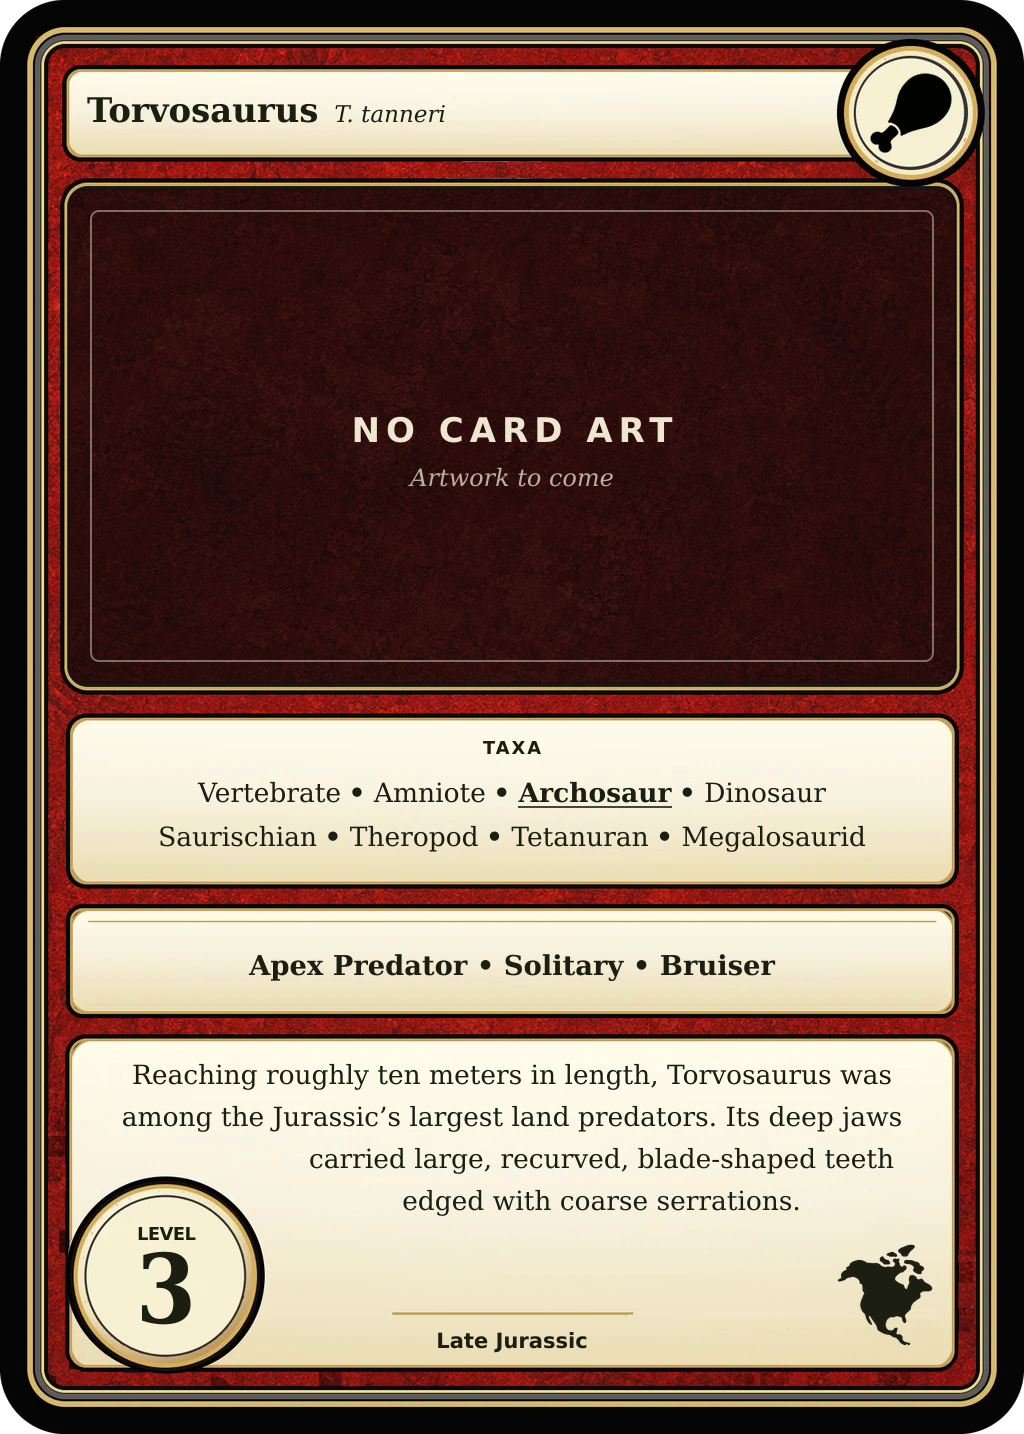 Torvosaurus T. tanneri
NO CARD ART
Artwork to come
TAXA
Vertebrate • Amniote • Archosaur • Dinosaur
Saurischian • Theropod • Tetanuran • Megalosaurid
Apex Predator • Solitary • Bruiser
Reaching roughly ten meters in length, Torvosaurus was
among the Jurassic’s largest land predators. Its deep jaws
carried large, recurved, blade-shaped teeth
edged with coarse serrations.
LEVEL
3
Late Jurassic